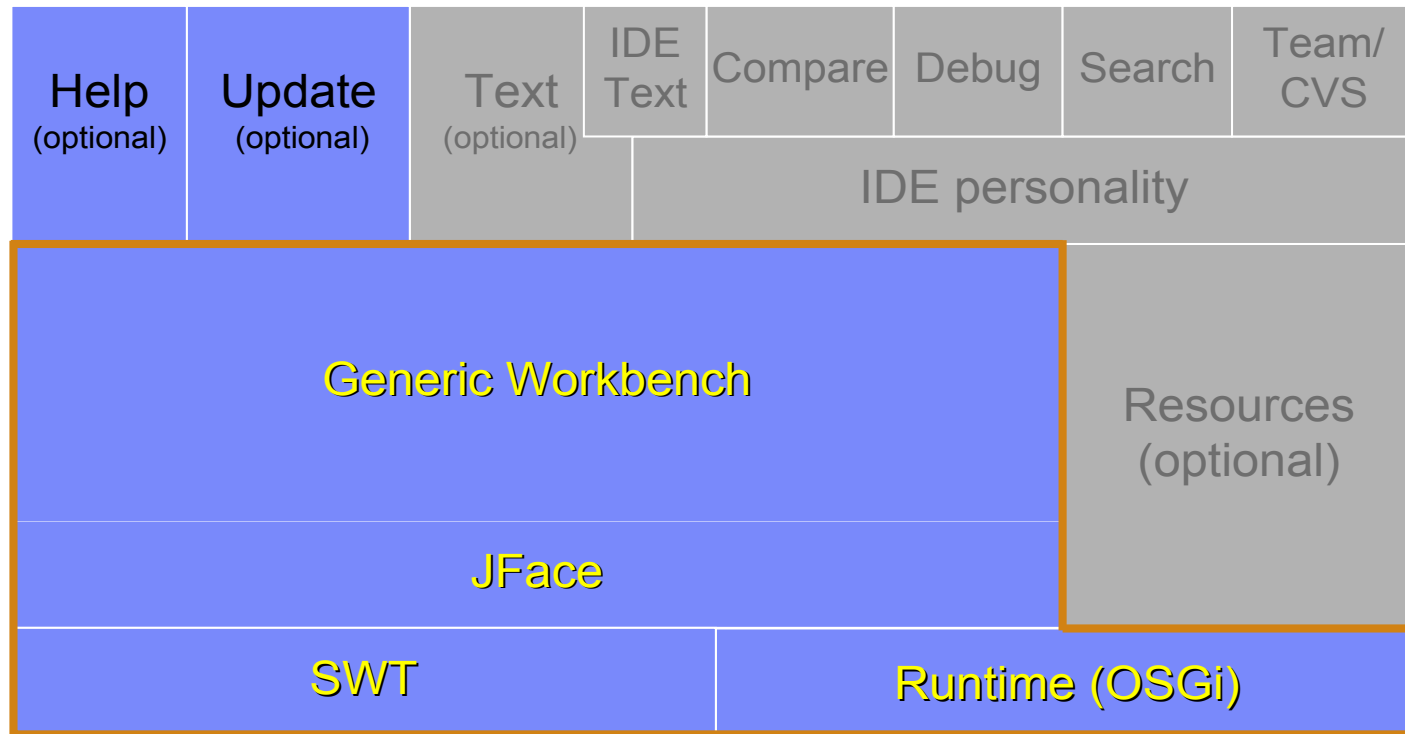 Help
(optional)
Update
(optional)
Text
(optional)
IDE
Text
Compare
Debug
Search
Team/
CVS
IDE personality
Generic Workbench
Resources
(optional)
JFace
SWT
Runtime (OSGi)